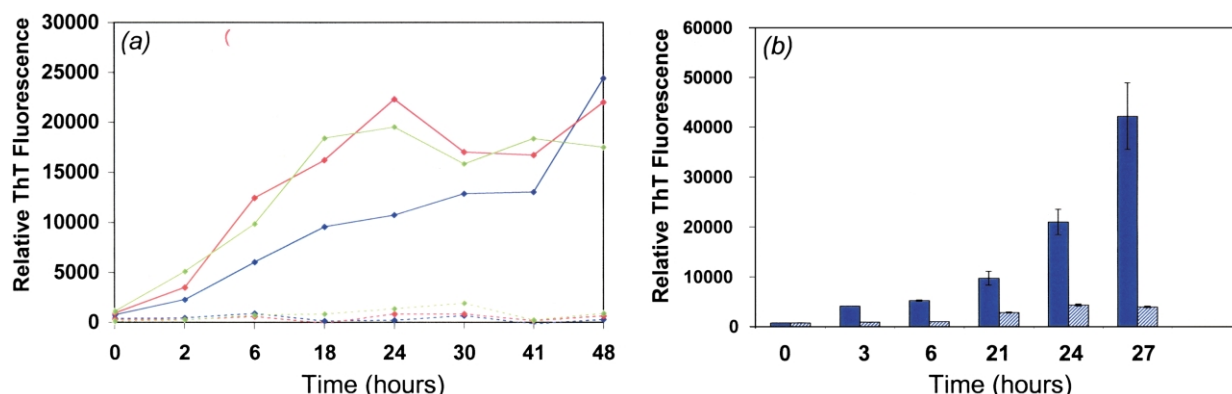 (a)
(
Relative ThT Fluorescence
30000
25000
20000
15000
10000
5000
0
0 2 6 18 24 30 41 48
Time (hours)
(b)
Relative ThT Fluorescence
60000
50000
40000
30000
20000
10000
0
0 3 6 21 24 27
Time (hours)